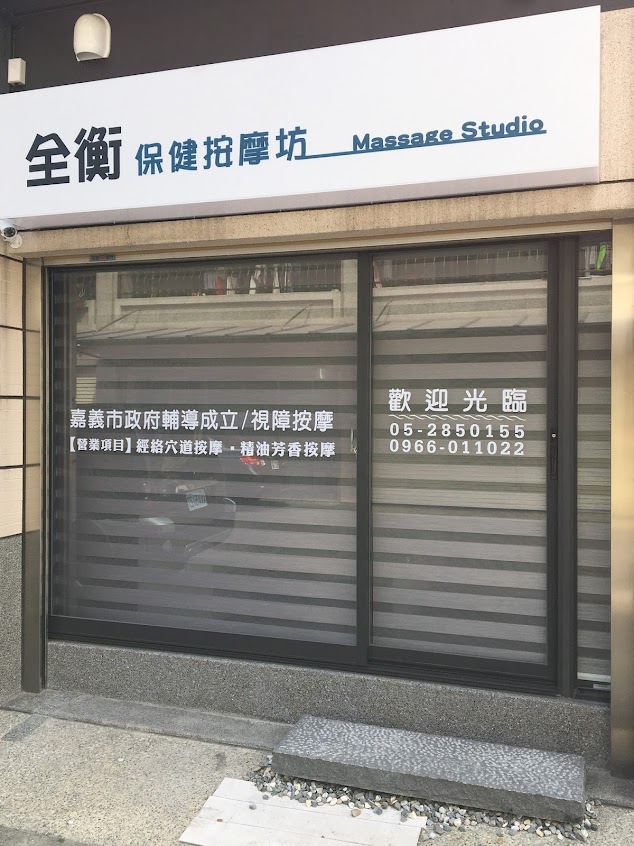 全衡 保健按摩坊 Massage Studio
嘉義市政府輔導成立/視障按摩
【營業項目】經絡穴道按摩・精油芳香按摩
歡迎光臨
05-2850155
0966-011022